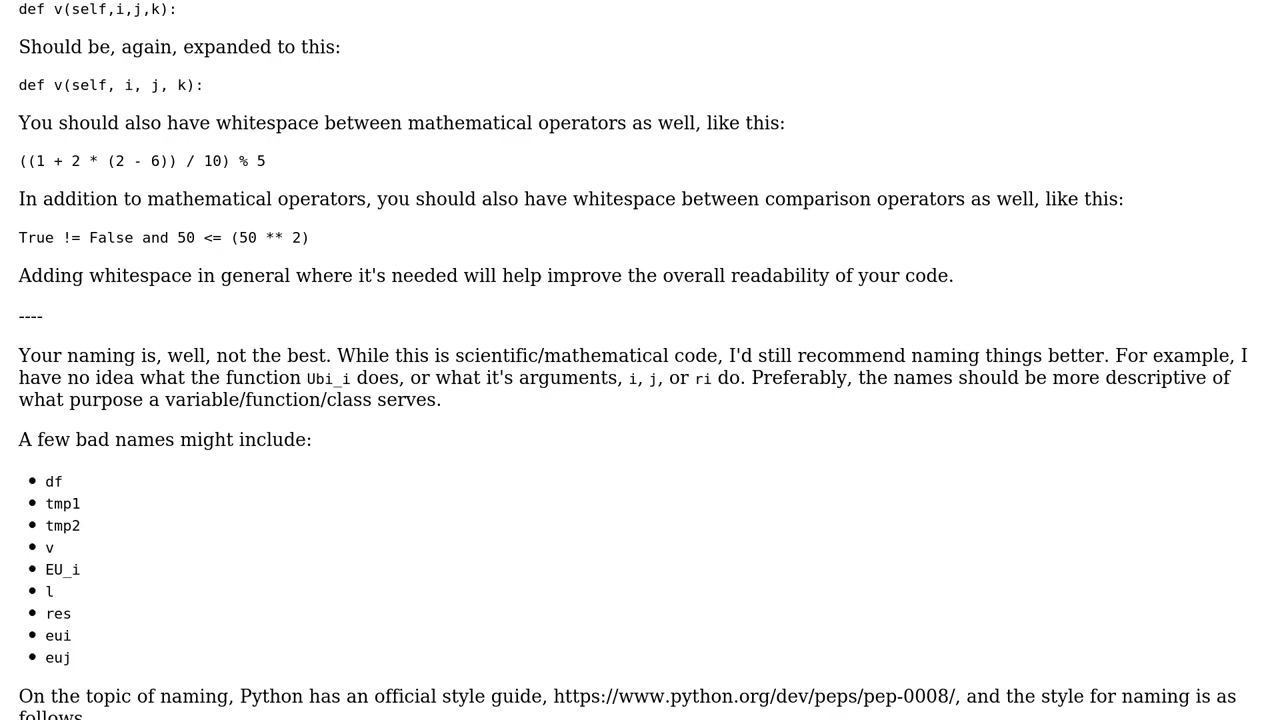 def v(self,i,j,k):
Should be, again, expanded to this:
def v(self, i, j, k):
You should also have whitespace between mathematical operators as well, like this:
((1 + 2 * (2 - 6)) / 10) % 5
In addition to mathematical operators, you should also have whitespace between comparison operators as well, like this:
True != False and 50 <= (50 ** 2)
Adding whitespace in general where it's needed will help improve the overall readability of your code.
----
Your naming is, well, not the best. While this is scientific/mathematical code, I'd still recommend naming things better. For example, I
have no idea what the function Ubi_i does, or what it's arguments, i, j, or ri do. Preferably, the names should be more descriptive of
what purpose a variable/function/class serves.
A few bad names might include:
• df
• tmp1
• tmp2
• v
• EU_i
• l
• res
• eui
• euj
On the topic of naming, Python has an official style guide, https://www.python.org/dev/peps/pep-0008/, and the style for naming is as
follows